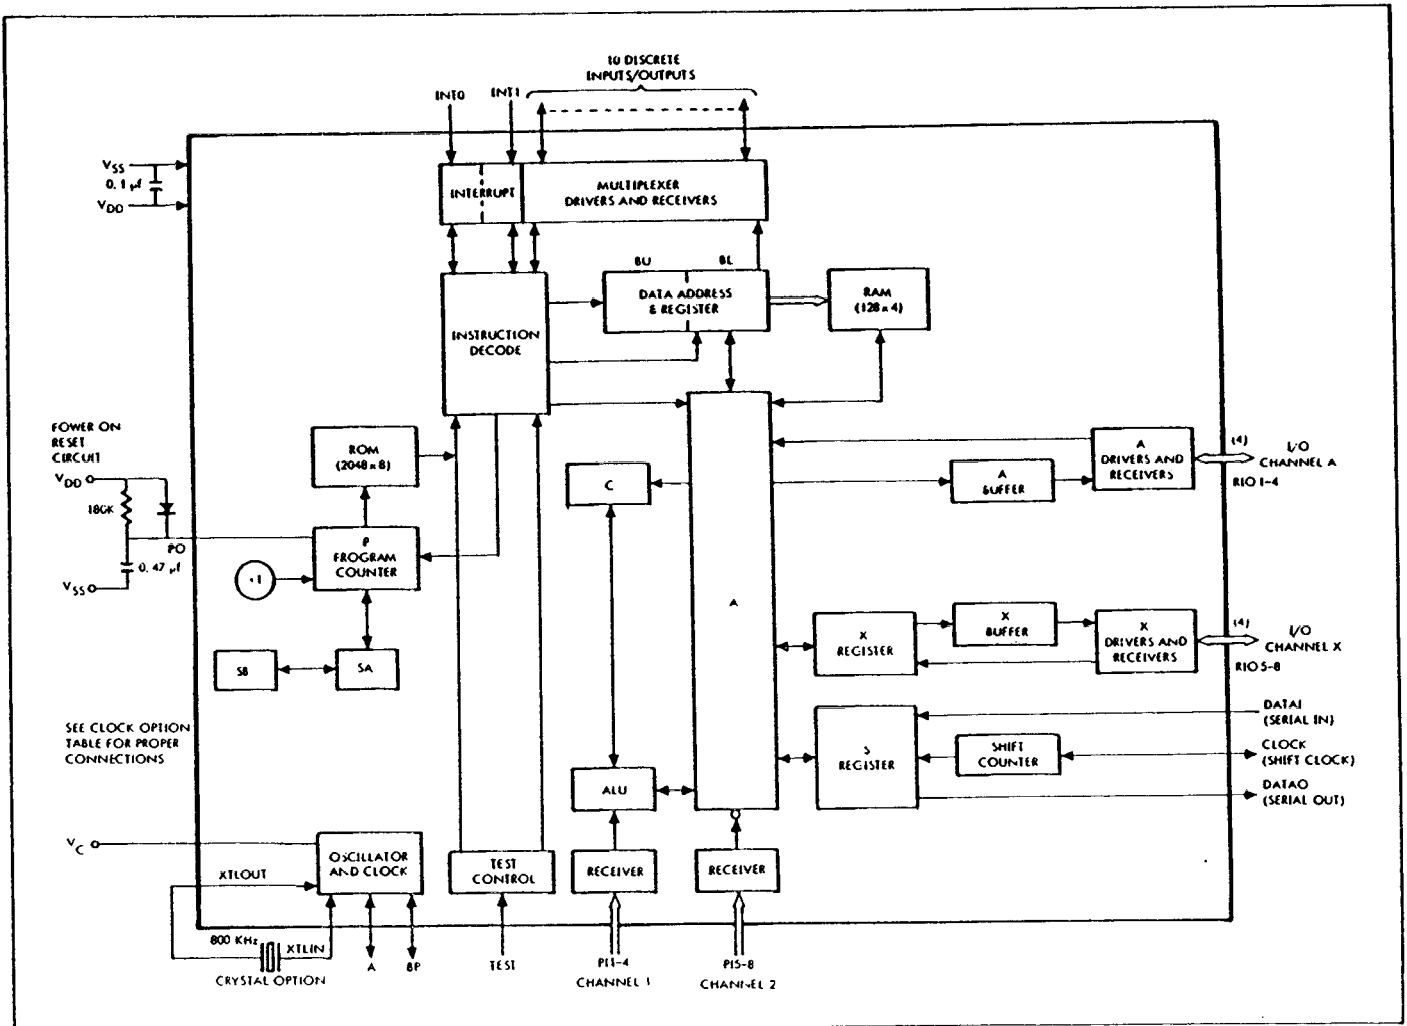 10 DISCRETE
INPUTS/OUTPUTS
INT0
INT1
VSS
0.1 µf
VDD
INTERRUPT
MULTIPLEXER
DRIVERS AND RECEIVERS
BU
BL
DATA ADDRESS
& REGISTER
RAM
(128 x 4)
INSTRUCTION
DECODE
POWER ON
RESET
CIRCUIT
VDD
180K
PO
0.47 µf
VSS
ROM
(2048 x 8)
P
PROGRAM
COUNTER
+1
SB
SA
C
A
A
BUFFER
A
DRIVERS AND
RECEIVERS
(4)
I/O
CHANNEL A
RIO 1-4
X
REGISTER
X
BUFFER
X
DRIVERS AND
RECEIVERS
(4)
I/O
CHANNEL X
RIO 5-8
SEE CLOCK OPTION
TABLE FOR PROPER
CONNECTIONS
S
REGISTER
SHIFT
COUNTER
DATAI
(SERIAL IN)
CLOCK
(SHIFT CLOCK)
DATAO
(SERIAL OUT)
ALU
VC
OSCILLATOR
AND CLOCK
XTLOUT
TEST
CONTROL
RECEIVER
RECEIVER
800 KHz
XTLIN
CRYSTAL OPTION
A
BP
TEST
PI1-4
CHANNEL 1
PI5-8
CHANNEL 2